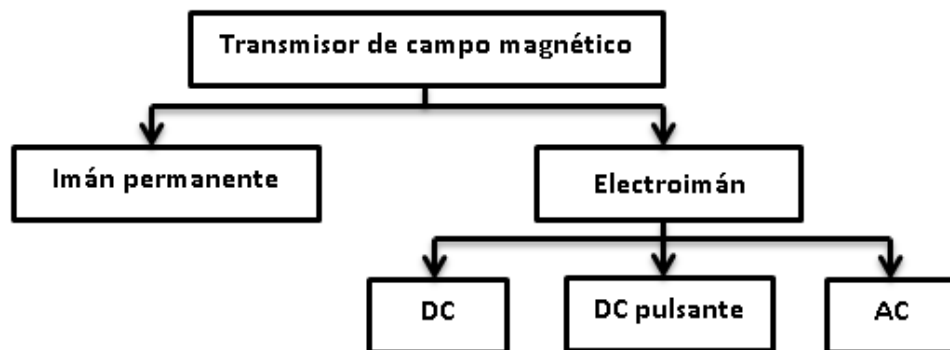 Transmisor de campo magnético
Imán permanente
Electroimán
DC
DC pulsante
AC